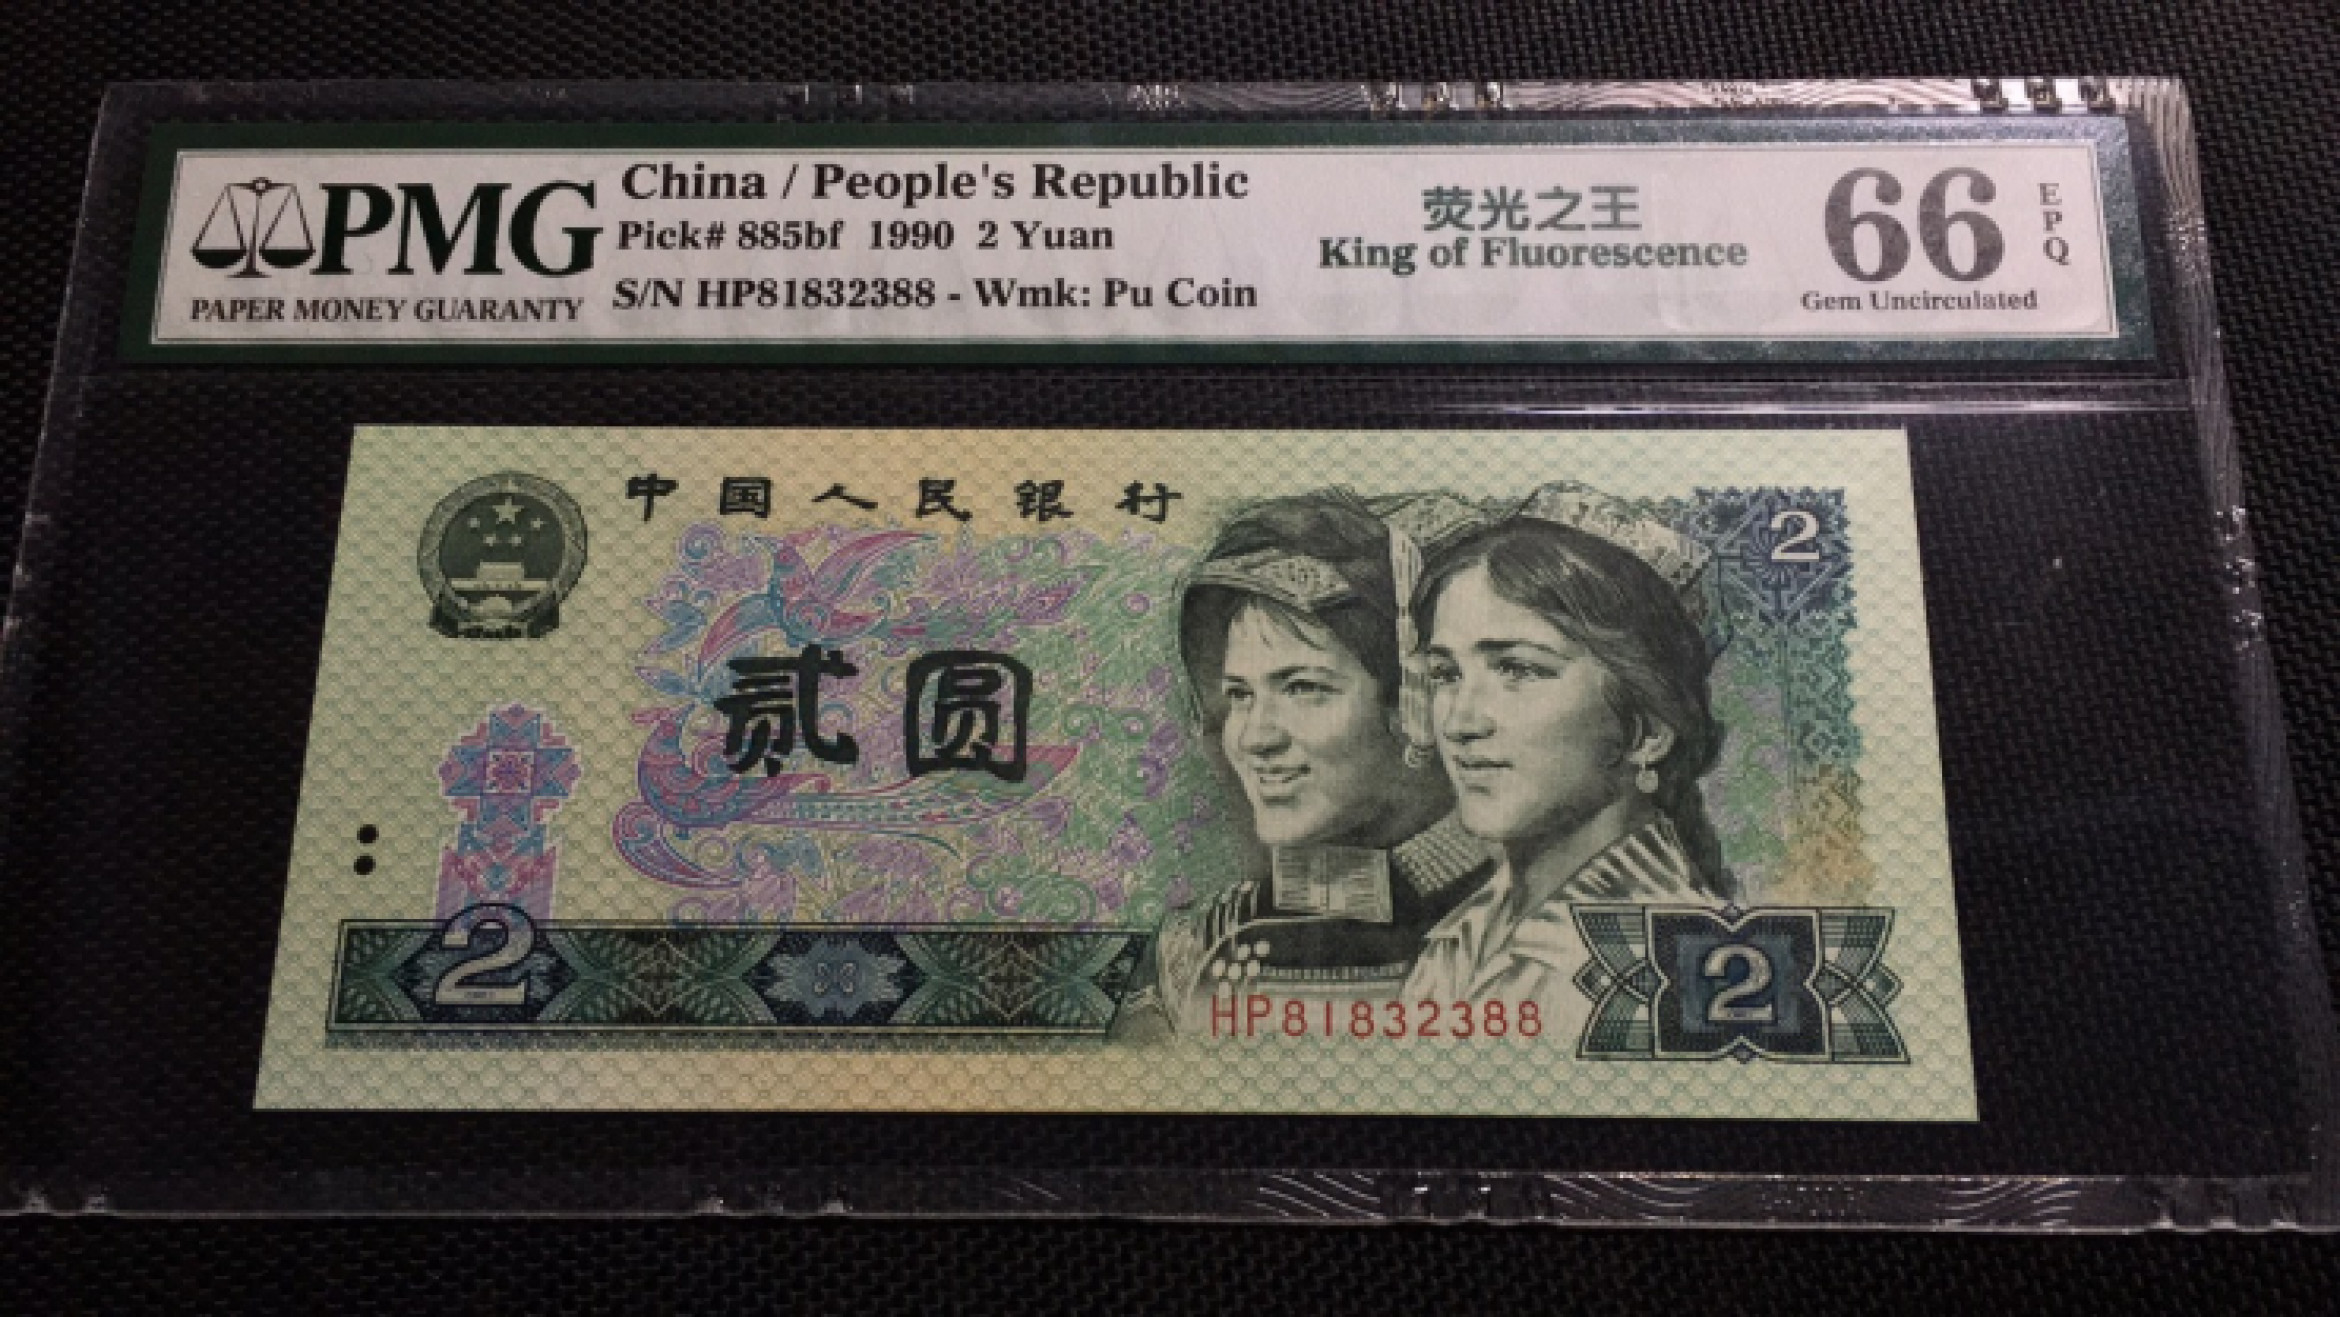 PMG
PAPER MONEY GUARANTY
China / People's Republic
Pick# 885bf 1990 2 Yuan
S/N HP81832388 - Wmk: Pu Coin
荧光之王
King of Fluorescence
66
EPQ
Gem Uncirculated
中国人民银行
2
贰圆
2
HP81832388
2